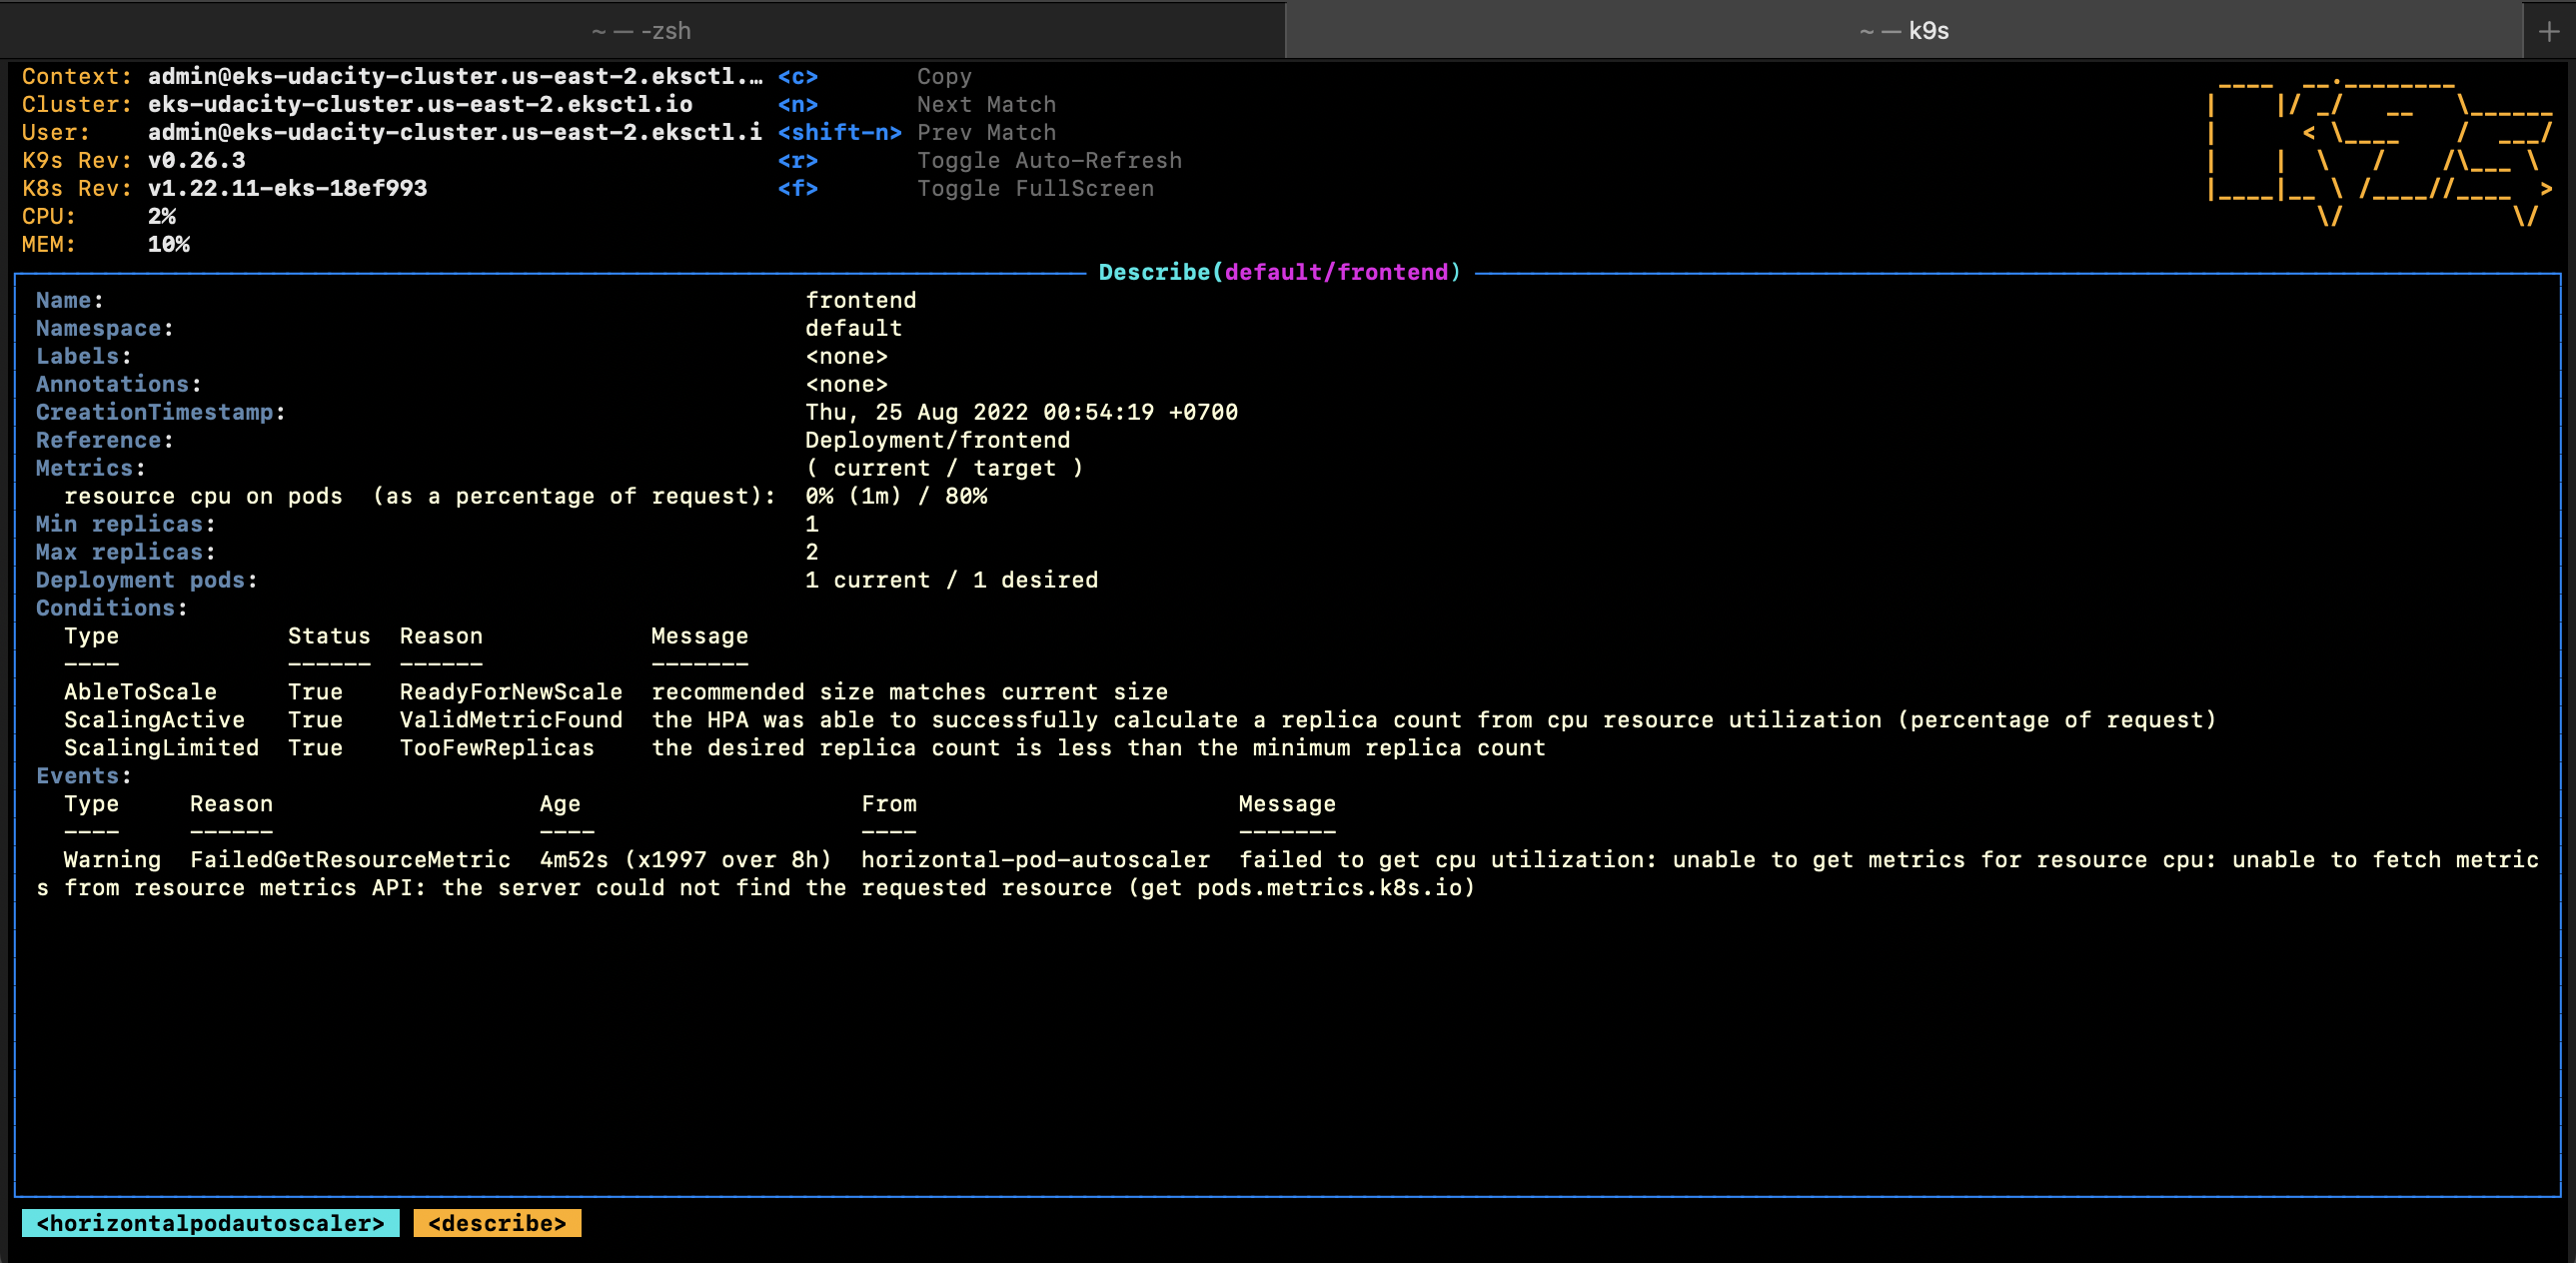 ~ — -zsh
~ — k9s
+
Context: admin@eks-udacity-cluster.us-east-2.eksctl.… <c> Copy
Cluster: eks-udacity-cluster.us-east-2.eksctl.io <n> Next Match
User: admin@eks-udacity-cluster.us-east-2.eksctl.i <shift-n> Prev Match
K9s Rev: v0.26.3 <r> Toggle Auto-Refresh
K8s Rev: v1.22.11-eks-18ef993 <f> Toggle FullScreen
CPU: 2%
MEM: 10%
K9s
Describe(default/frontend)
Name: frontend
Namespace: default
Labels: <none>
Annotations: <none>
CreationTimestamp: Thu, 25 Aug 2022 00:54:19 +0700
Reference: Deployment/frontend
Metrics: ( current / target )
resource cpu on pods (as a percentage of request): 0% (1m) / 80%
Min replicas: 1
Max replicas: 2
Deployment pods: 1 current / 1 desired
Conditions:
Type Status Reason Message
---- ------ ------ -------
AbleToScale True ReadyForNewScale recommended size matches current size
ScalingActive True ValidMetricFound the HPA was able to successfully calculate a replica count from cpu resource utilization (percentage of request)
ScalingLimited True TooFewReplicas the desired replica count is less than the minimum replica count
Events:
Type Reason Age From Message
---- ------ ---- ---- -------
Warning FailedGetResourceMetric 4m52s (x1997 over 8h) horizontal-pod-autoscaler failed to get cpu utilization: unable to get metrics for resource cpu: unable to fetch metric
s from resource metrics API: the server could not find the requested resource (get pods.metrics.k8s.io)
<horizontalpodautoscaler> <describe>